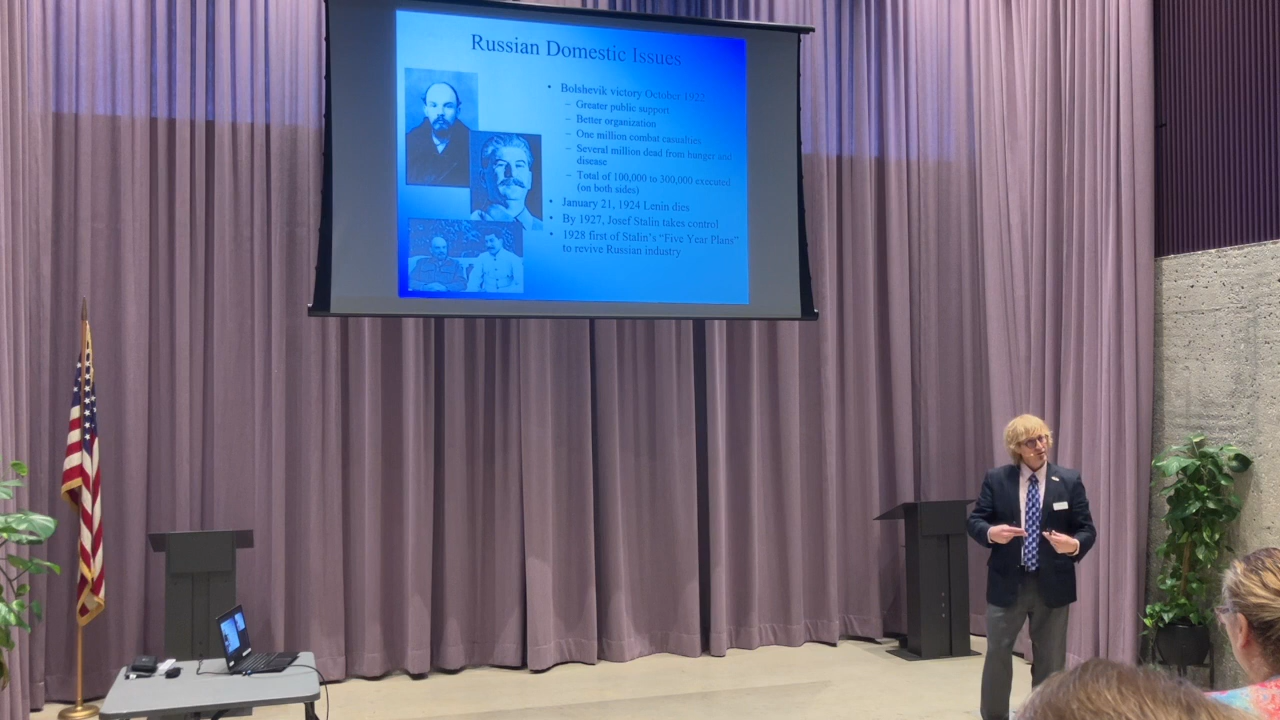 Russian Domestic Issues
• Bolshevik victory October 1922
– Greater public support
– Better organization
– One million combat casualties
– Several million dead from hunger and
disease
– Total of 100,000 to 300,000 executed
(on both sides)
• January 21, 1924 Lenin dies
• By 1927, Josef Stalin takes control
• 1928 first of Stalin's “Five Year Plans”
to revive Russian industry